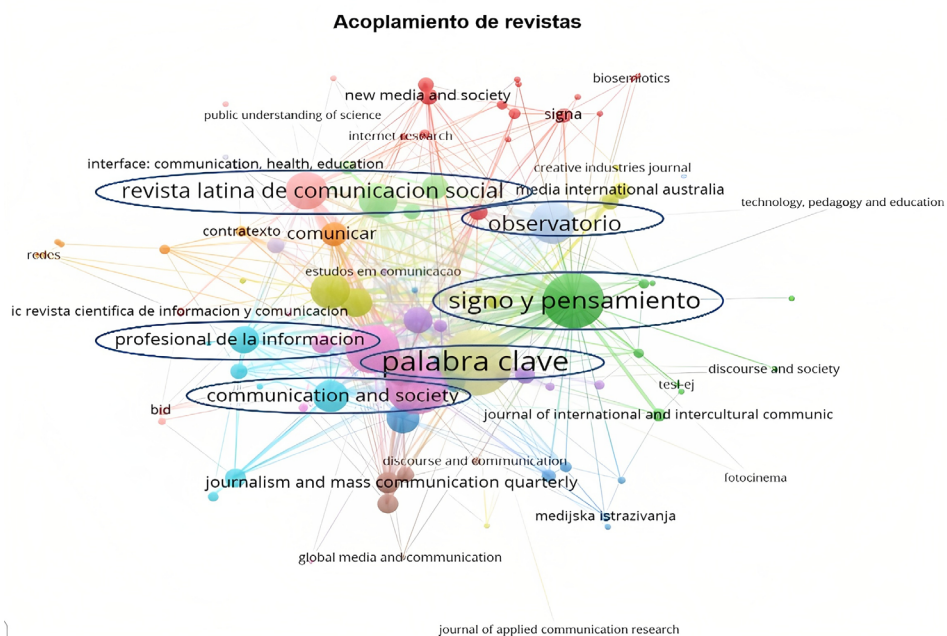 Acoplamiento de revistas
biosemiotics
new media and society
public understanding of science
signa
internet research
interface: communication, health, education
creative industries journal
revista latina de comunicacion social
media international australia
technology, pedagogy and education
observatorio
contratexto
comunicar
redes
estudos em comunicacao
signo y pensamiento
ic revista cientifica de informacion y comunicacion
profesional de la informacion
palabra clave
discourse and society
tesl-ej
communication and society
bid
journal of international and intercultural communic
discourse and communication
fotocinema
journalism and mass communication quarterly
medijska istrazivanja
global media and communication
journal of applied communication research